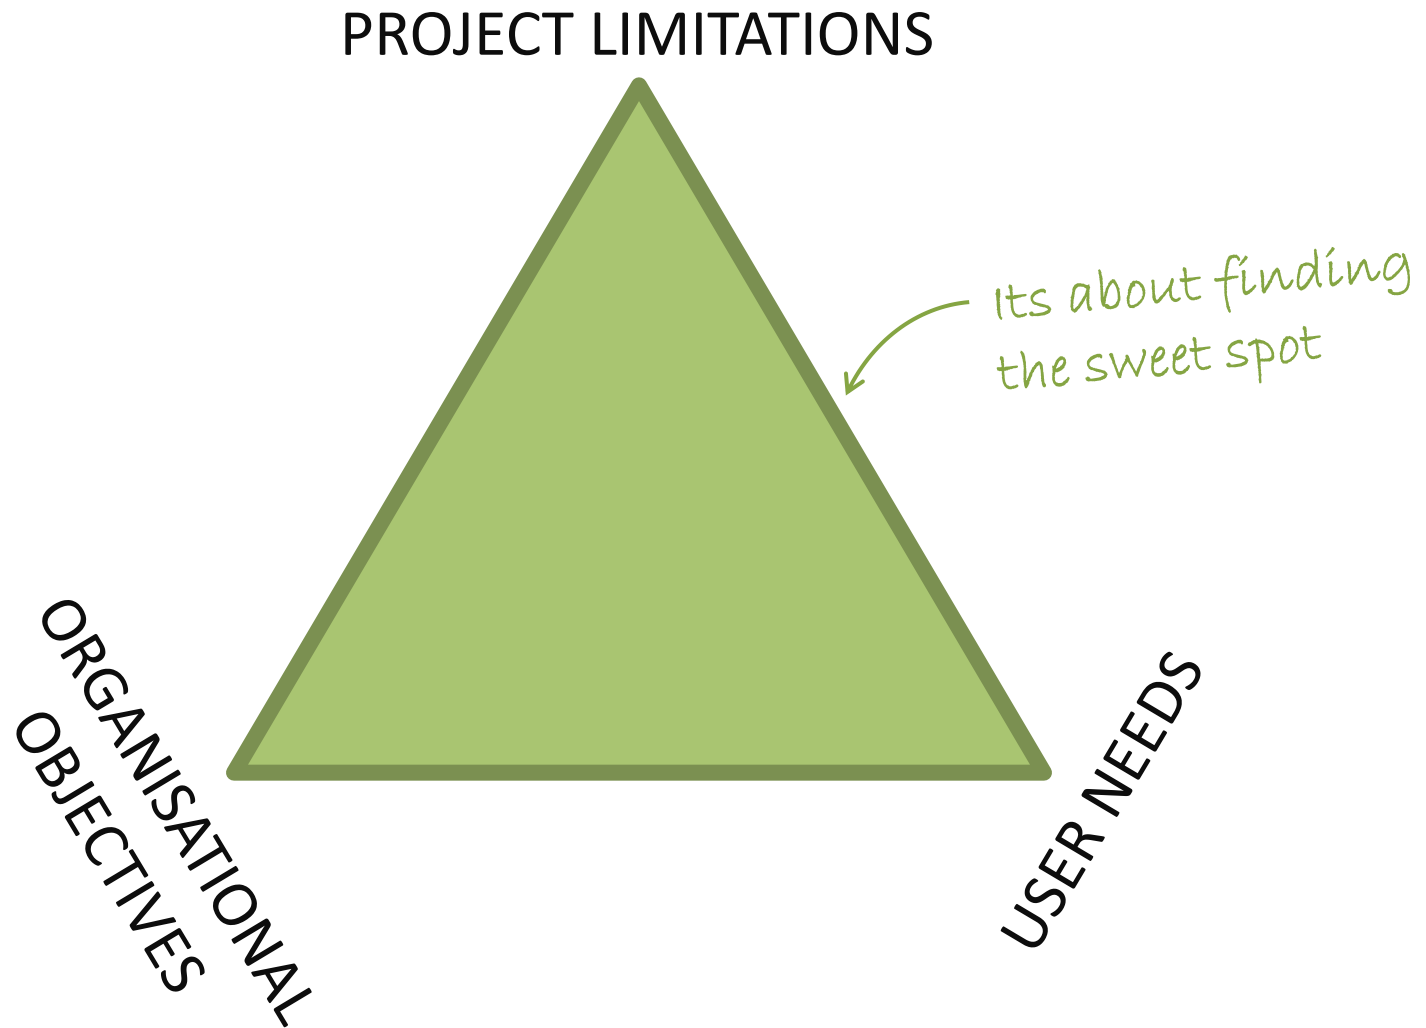 PROJECT LIMITATIONS
Its about finding
the sweet spot
ORGANISATIONAL
OBJECTIVES
USER NEEDS